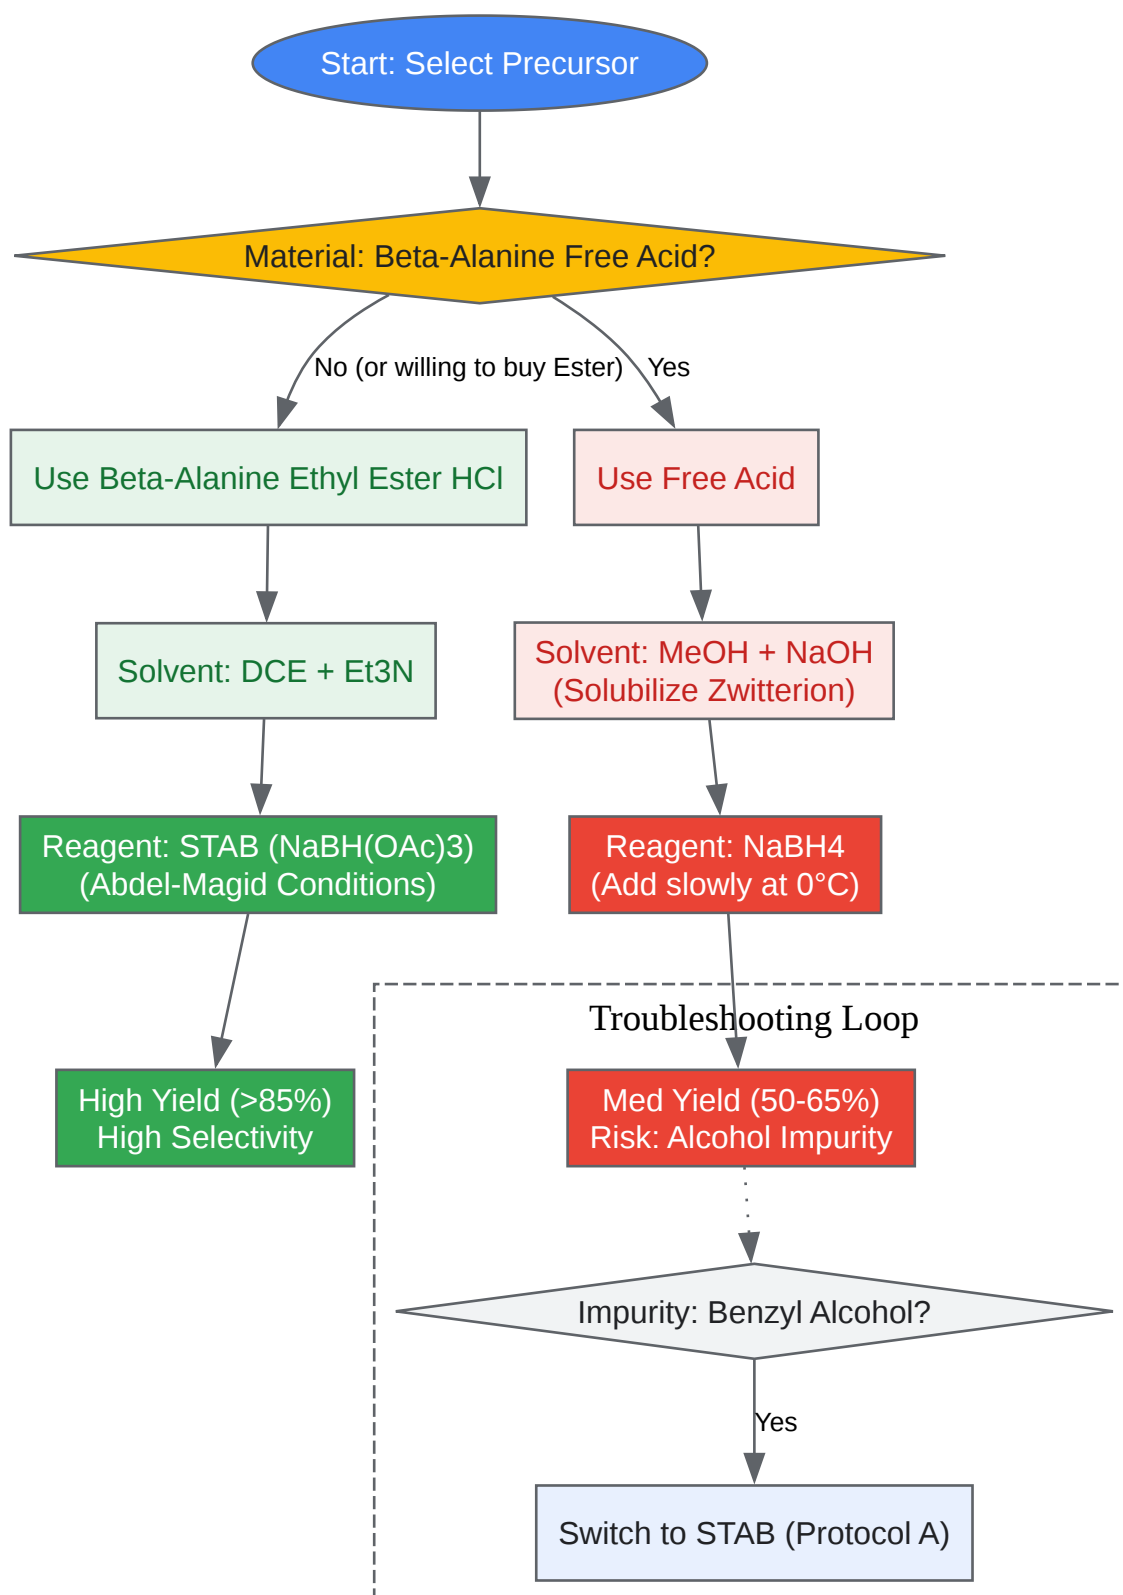 Start: Select Precursor
Material: Beta-Alanine Free Acid?
No (or willing to buy Ester)
Yes
Use Beta-Alanine Ethyl Ester HCl
Use Free Acid
Solvent: DCE + Et3N
Solvent: MeOH + NaOH
(Solubilize Zwitterion)
Reagent: STAB (NaBH(OAc)3)
(Abdel-Magid Conditions)
Reagent: NaBH4
(Add slowly at 0°C)
Troubleshooting Loop
High Yield (>85%)
High Selectivity
Med Yield (50-65%)
Risk: Alcohol Impurity
Impurity: Benzyl Alcohol?
Yes
Switch to STAB (Protocol A)